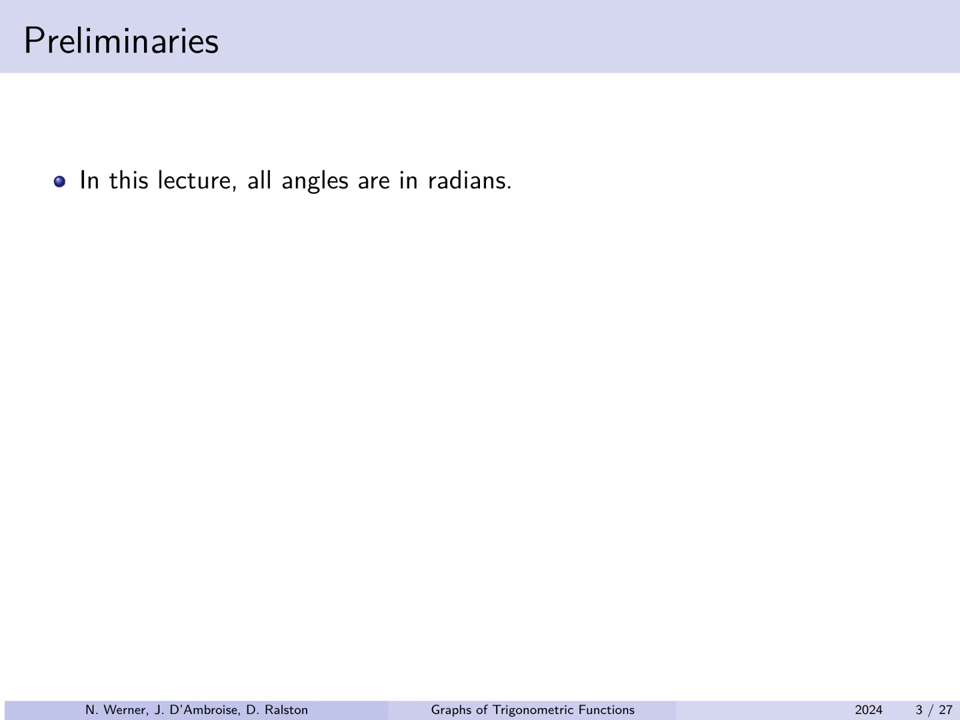 Preliminaries
In this lecture, all angles are in radians.
N. Werner, J. D'Ambroise, D. Ralston Graphs of Trigonometric Functions 2024 3 / 27